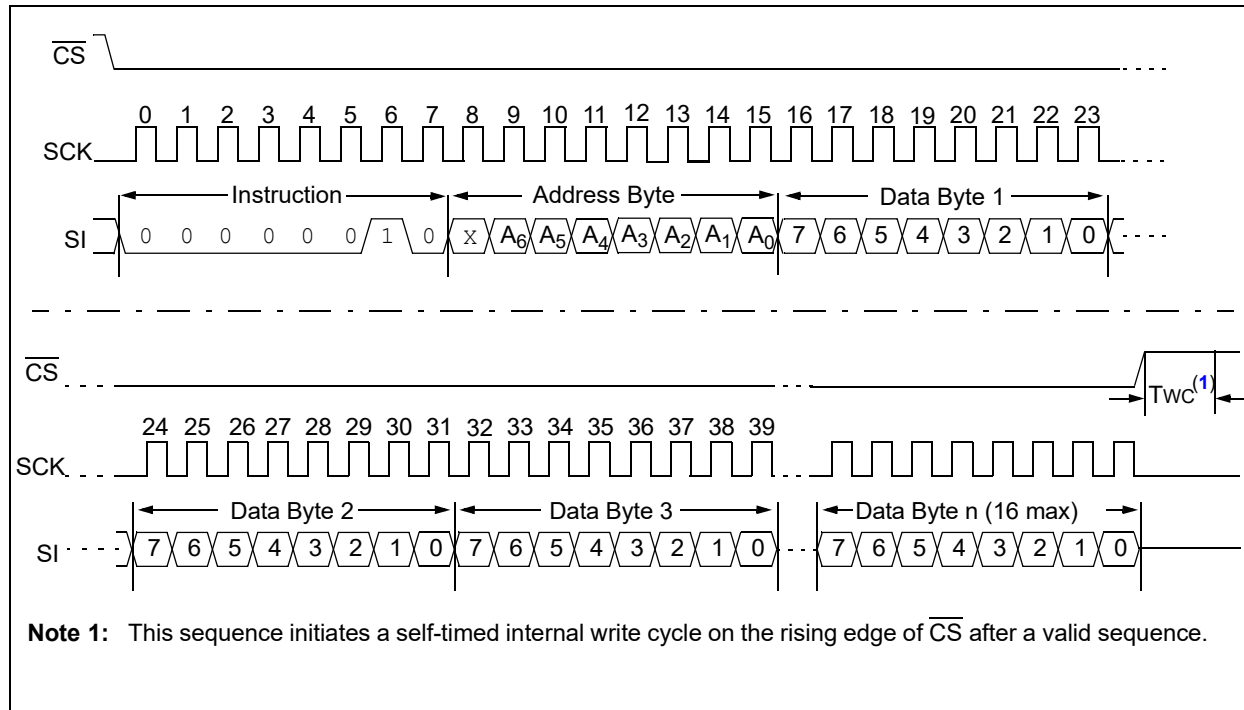 CS
0 1 2 3 4 5 6 7 8 9 10 11 12 13 14 15 16 17 18 19 20 21 22 23
SCK
Instruction Address Byte Data Byte 1
SI 0 0 0 0 0 0 1 0 X A6 A5 A4 A3 A2 A1 A0 7 6 5 4 3 2 1 0
CS
TWC(1)
24 25 26 27 28 29 30 31 32 33 34 35 36 37 38 39
SCK
Data Byte 2 Data Byte 3 Data Byte n (16 max)
SI 7 6 5 4 3 2 1 0 7 6 5 4 3 2 1 0 7 6 5 4 3 2 1 0
Note 1: This sequence initiates a self-timed internal write cycle on the rising edge of CS after a valid sequence.